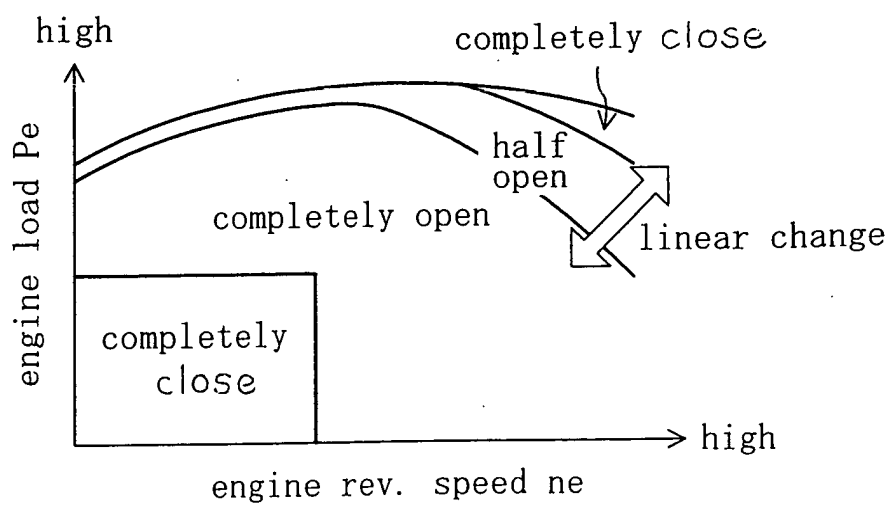 high
completely close
half
open
completely open
linear change
completely
close
engine load Pe
high
engine rev. speed ne